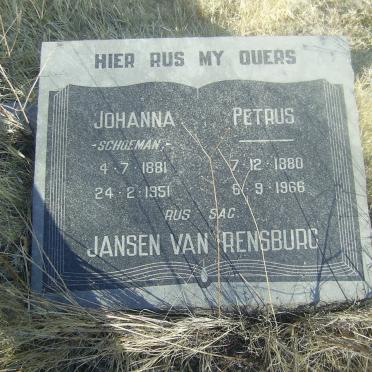 HIER RUS MY OUERS
JOHANNA PETRUS
-SCHOEMAN,-
4-7-1881 7-12-1880
24-2-1951 6-9-1966
RUS SAG
JANSEN VAN RENSBURG